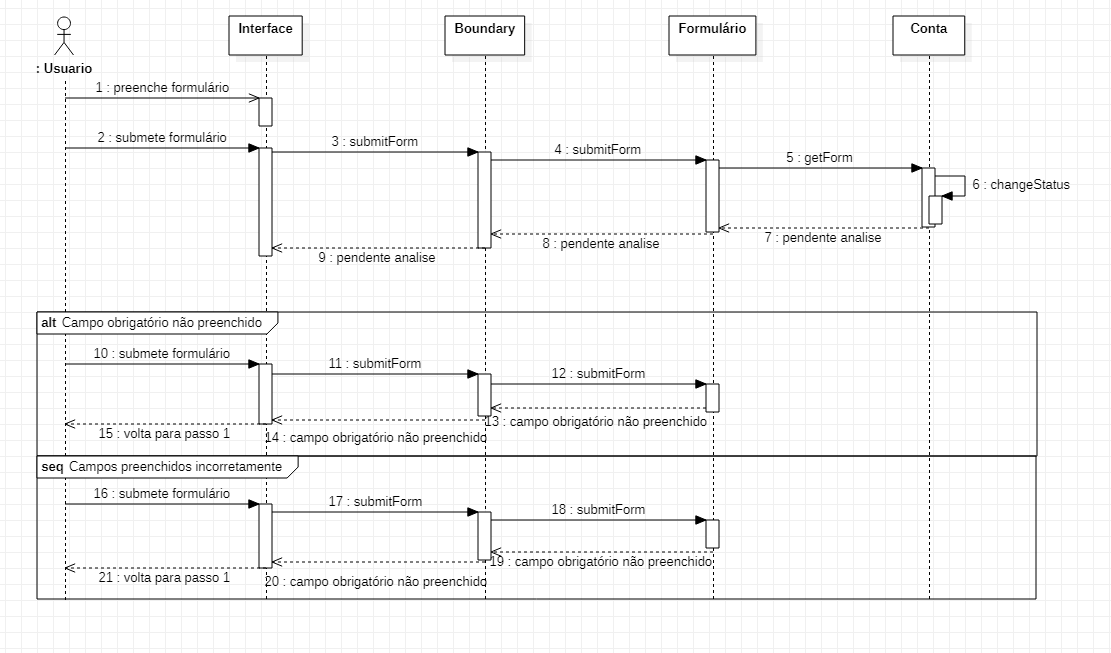 Interface
Boundary
Formulário
Conta
: Usuario
1 : preenche formulário
2 : submete formulário
3 : submitForm
4 : submitForm
5 : getForm
6 : changeStatus
7 : pendente analise
8 : pendente analise
9 : pendente analise
alt Campo obrigatório não preenchido
10 : submete formulário
11 : submitForm
12 : submitForm
13 : campo obrigatório não preenchido
14 : campo obrigatório não preenchido
15 : volta para passo 1
seq Campos preenchidos incorretamente
16 : submete formulário
17 : submitForm
18 : submitForm
19 : campo obrigatório não preenchido
20 : campo obrigatório não preenchido
21 : volta para passo 1